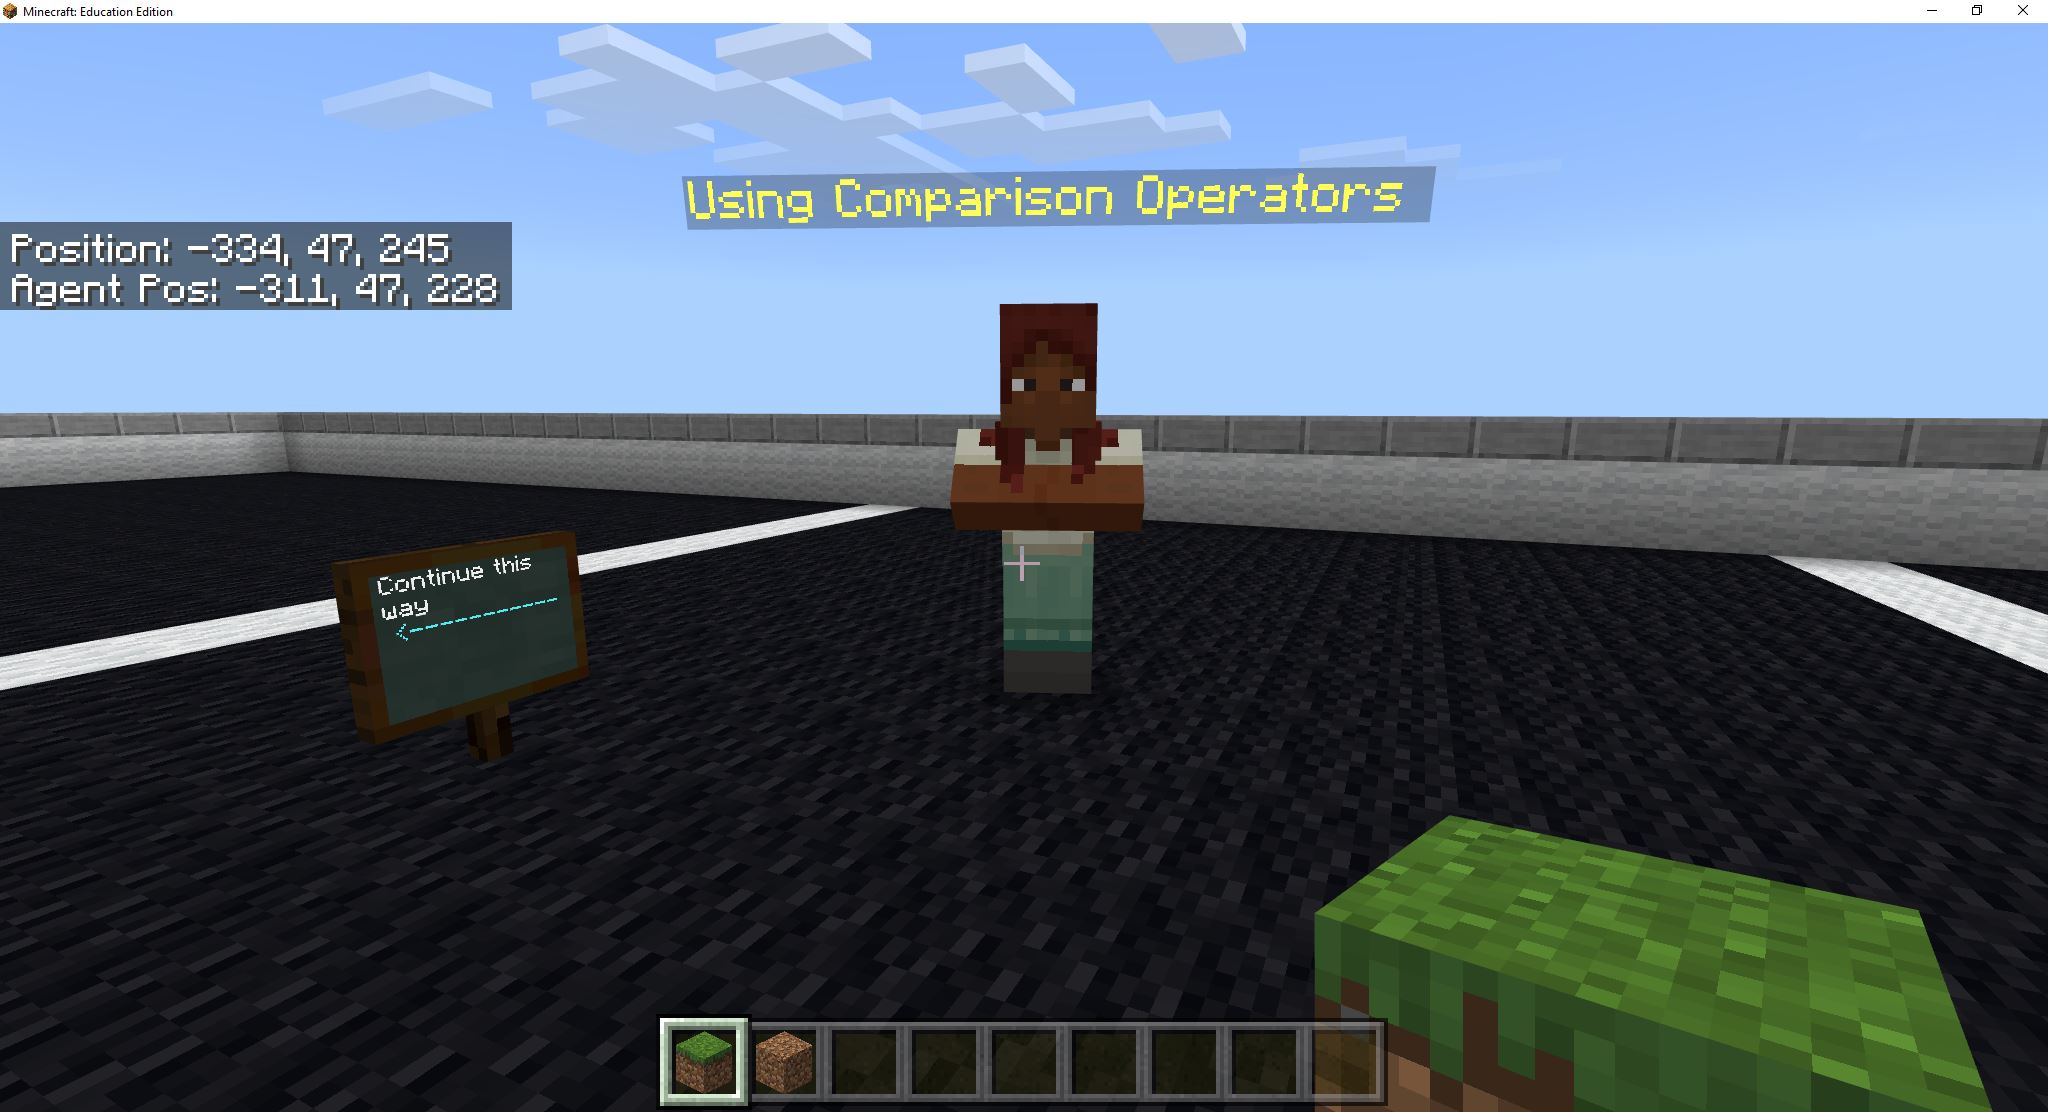 Minecraft: Education Edition
Using Comparison Operators
Position: -334, 47, 245
Agent Pos: -311, 47, 228
Continue this
way